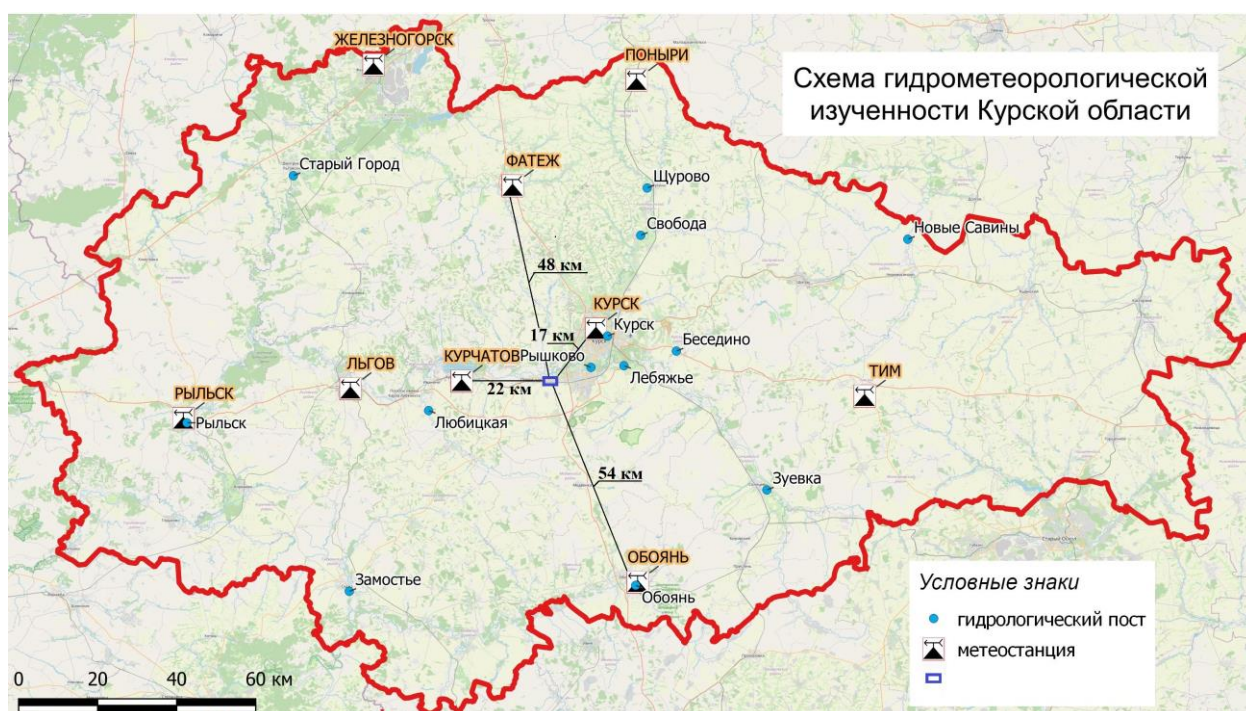 ЖЕЛЕЗНОГОРСК
ПОНЫРИ
Схема гидрометеорологической
изученности Курской области
Старый Город
ФАТЕЖ
Щурово
Свобода
Новые Савины
48 км
КУРСК
Курск
17 км
Беседино
ЛЬГОВ
КУРЧАТОВ
Рышково
Лебяжье
ТИМ
22 км
РЫЛЬСК
Рыльск
Любицкая
54 км
Зуевка
ОБОЯНЬ
Обоянь
Замостье
Условные знаки
гидрологический пост
метеостанция
0 20 40 60 км